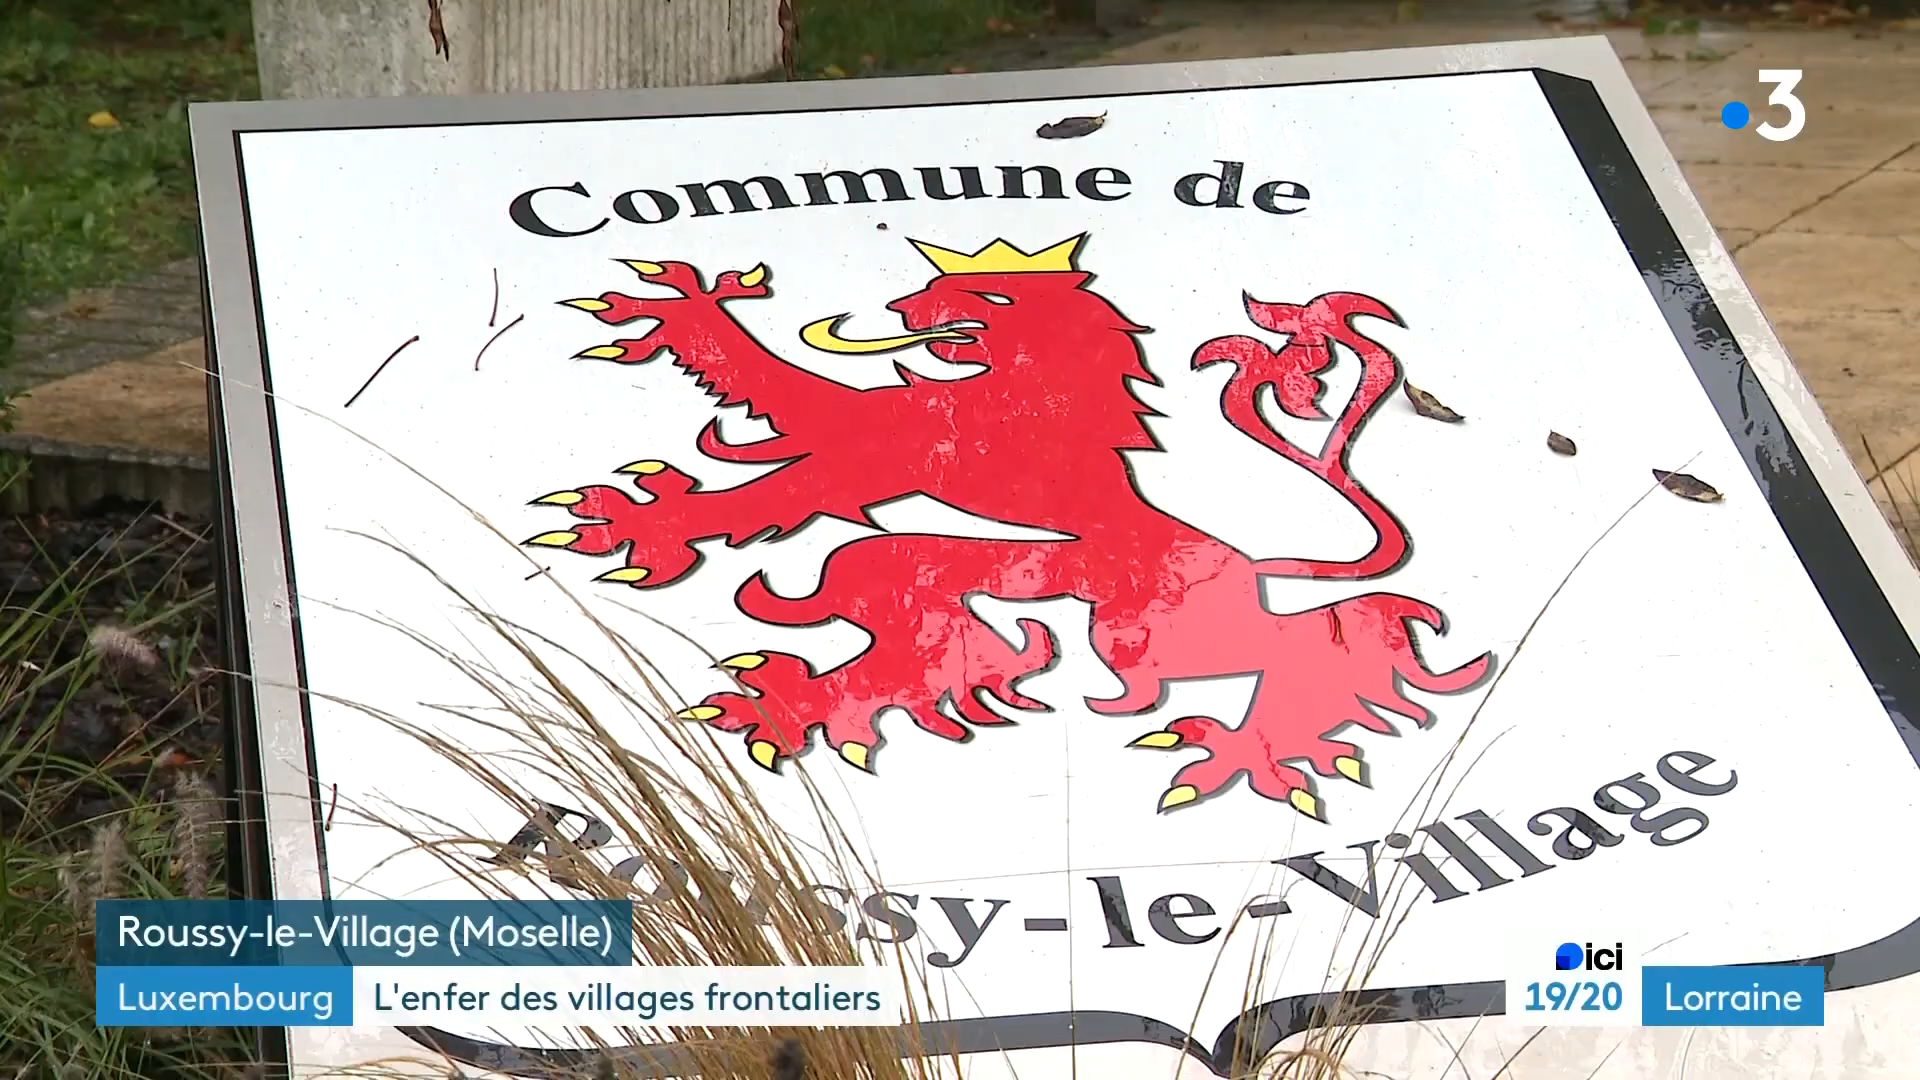 3
Commune de
Roussy-le-Village
Roussy-le-Village (Moselle)
Luxembourg L'enfer des villages frontaliers
ici
19/20 Lorraine